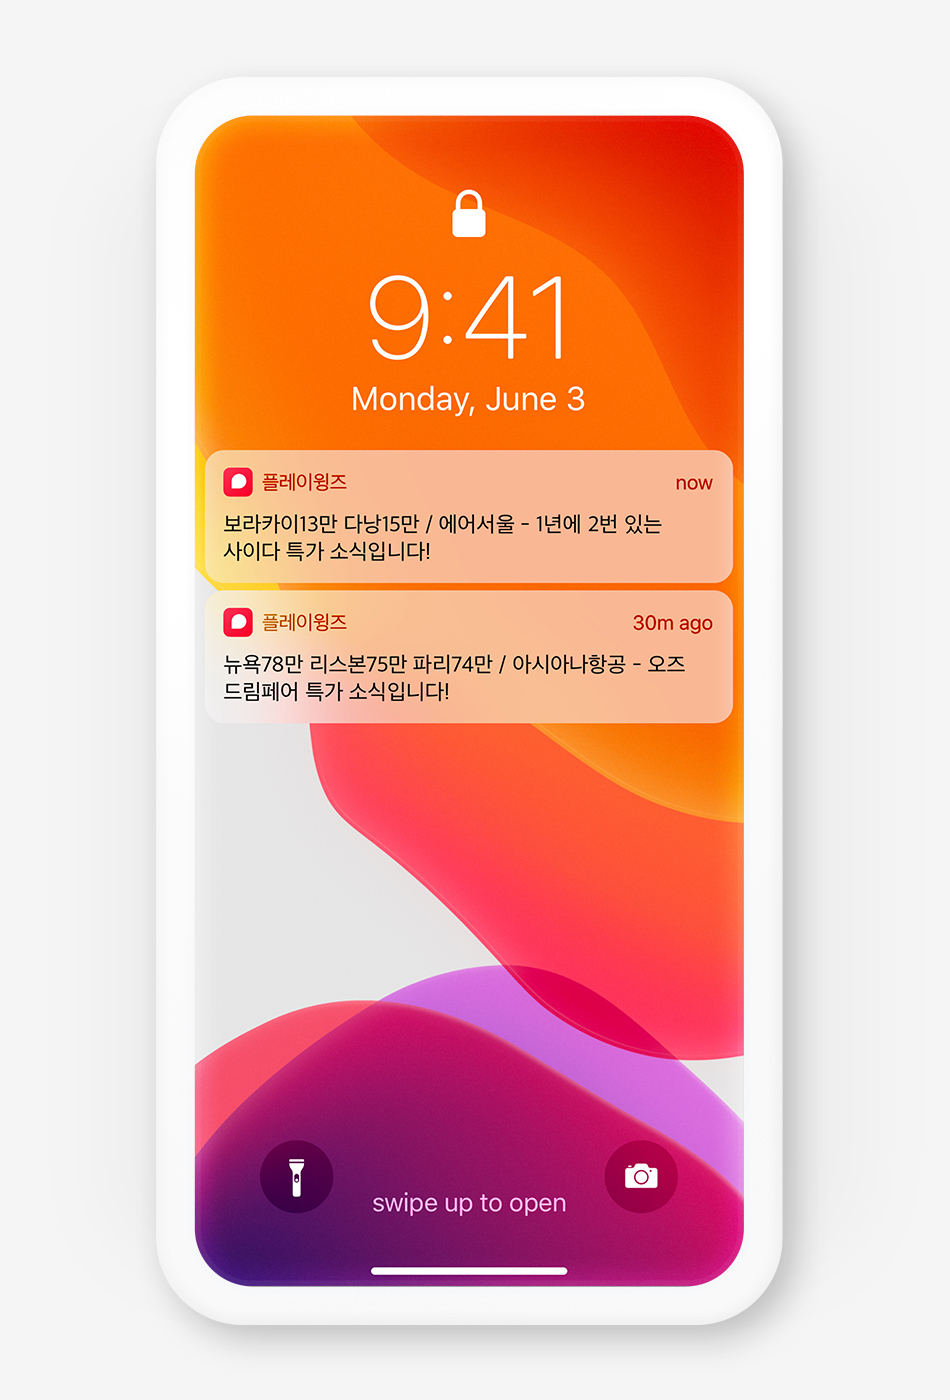 9:41
Monday, June 3
플레이윙즈 now
보라카이13만 다낭15만 / 에어서울 - 1년에 2번 있는
사이다 특가 소식입니다!
플레이윙즈 30m ago
뉴욕78만 리스본75만 파리74만 / 아시아나항공 - 오즈
드림페어 특가 소식입니다!
swipe up to open